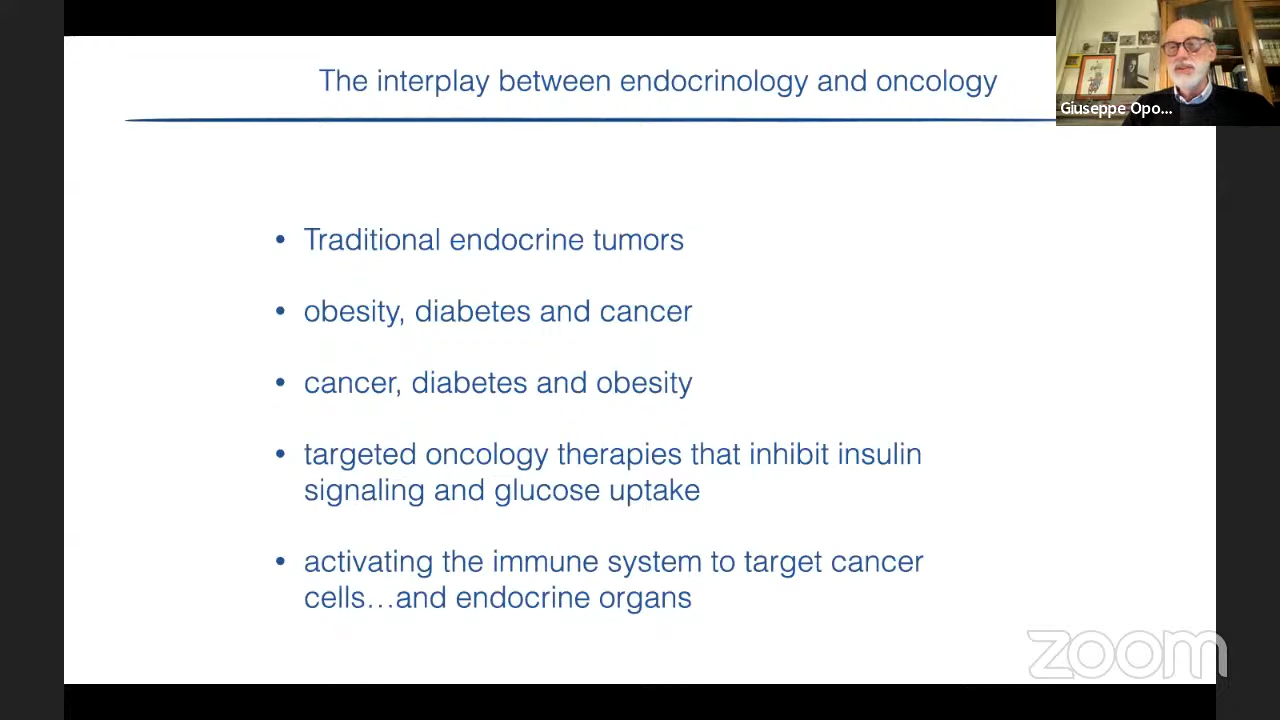 The interplay between endocrinology and oncology
Giuseppe Opo...
• Traditional endocrine tumors
• obesity, diabetes and cancer
• cancer, diabetes and obesity
• targeted oncology therapies that inhibit insulin
signaling and glucose uptake
• activating the immune system to target cancer
cells…and endocrine organs
zoom